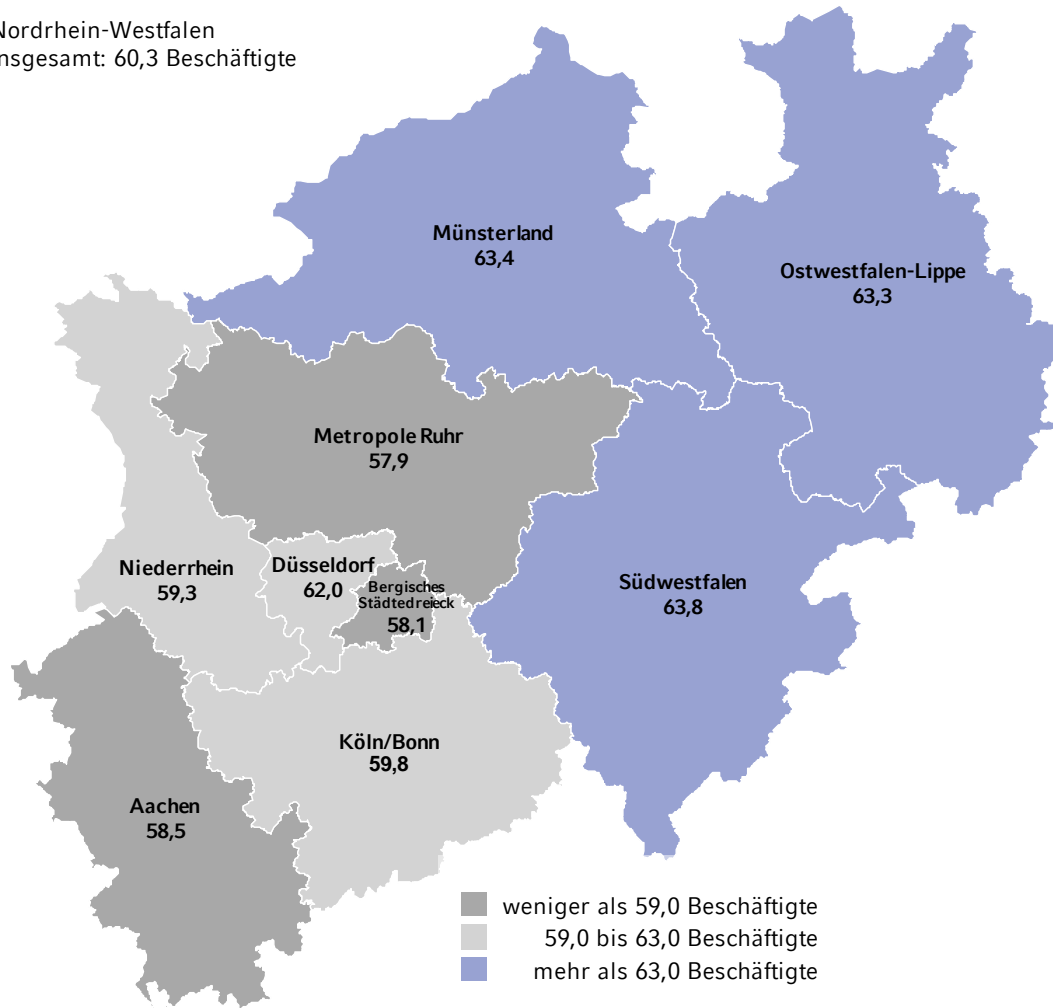 Nordrhein-Westfalen
nsgesamt: 60,3 Beschäftigte
Münsterland
63,4
Ostwestfalen-Lippe
63,3
Metropole Ruhr
57,9
Niederrhein
59,3
Düsseldorf
62,0
Bergisches
Städtedreieck
58,1
Südwestfalen
63,8
Köln/Bonn
59,8
Aachen
58,5
weniger als 59,0 Beschäftigte
59,0 bis 63,0 Beschäftigte
mehr als 63,0 Beschäftigte